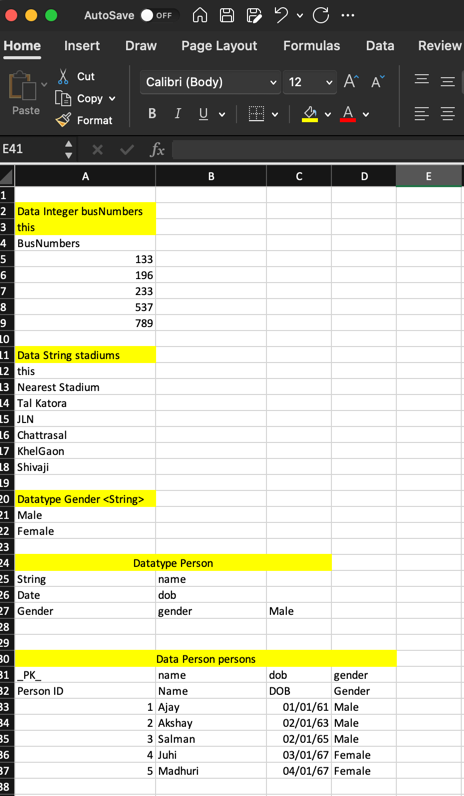 AutoSave OFF
Home Insert Draw Page Layout Formulas Data Review
Paste
Cut
Copy
Format
Calibri (Body) 12 A^ A˅
B I U A
E41 fx
A B C D E
1
2 Data Integer busNumbers
3 this
4 BusNumbers
5 133
6 196
7 233
8 537
9 789
10
11 Data String stadiums
12 this
13 Nearest Stadium
14 Tal Katora
15 JLN
16 Chattrasal
17 KhelGaon
18 Shivaji
19
20 Datatype Gender <String>
21 Male
22 Female
23
24 Datatype Person
25 String name
26 Date dob
27 Gender gender Male
28
29
30 Data Person persons
31 _PK_ name dob gender
32 Person ID Name DOB Gender
33 1 Ajay 01/01/61 Male
34 2 Akshay 02/01/63 Male
35 3 Salman 02/01/65 Male
36 4 Juhi 03/01/67 Female
37 5 Madhuri 04/01/67 Female
38